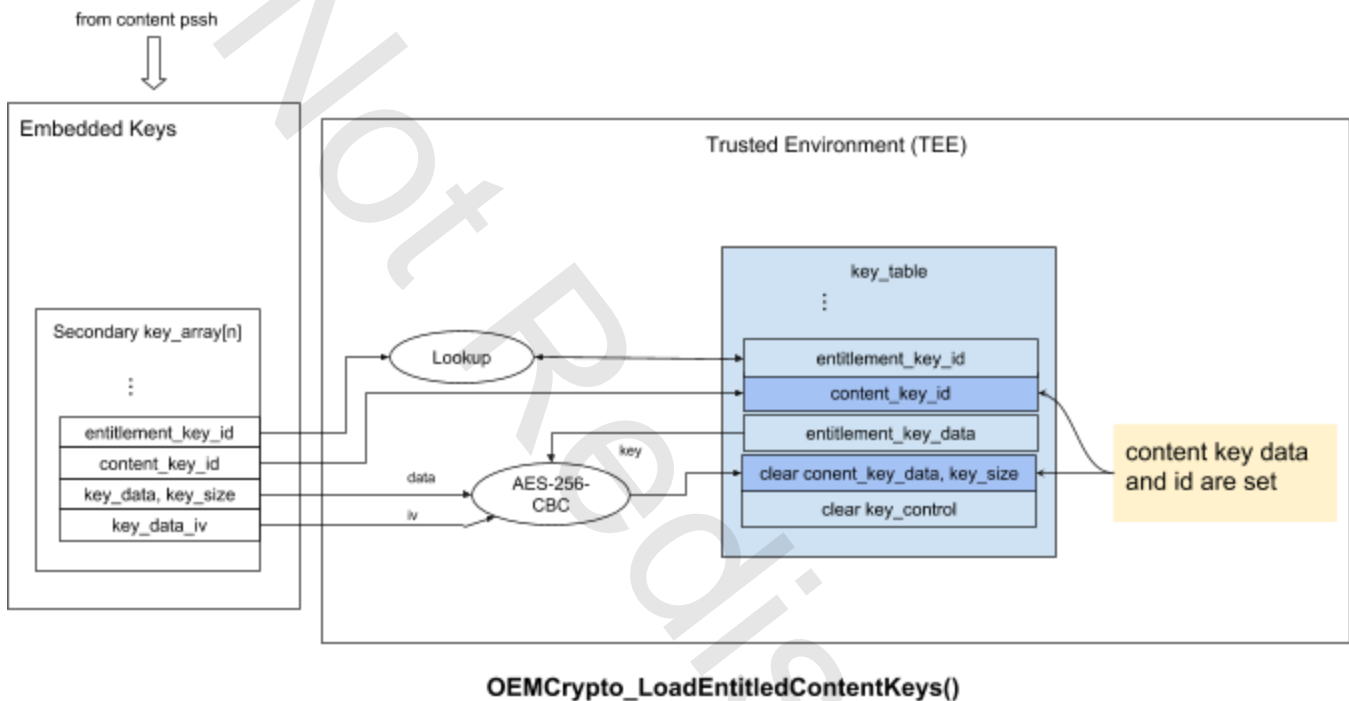 from content pssh
Embedded Keys
Trusted Environment (TEE)
key_table
Secondary key_array[n]
Lookup
entitlement_key_id
content_key_id
entitlement_key_id
entitlement_key_data
content_key_id
key
clear conent_key_data, key_size
content key data
and id are set
key_data, key_size
data
AES-256-
CBC
clear key_control
key_data_iv
iv
OEMCrypto_LoadEntitledContentKeys()
Not Redis